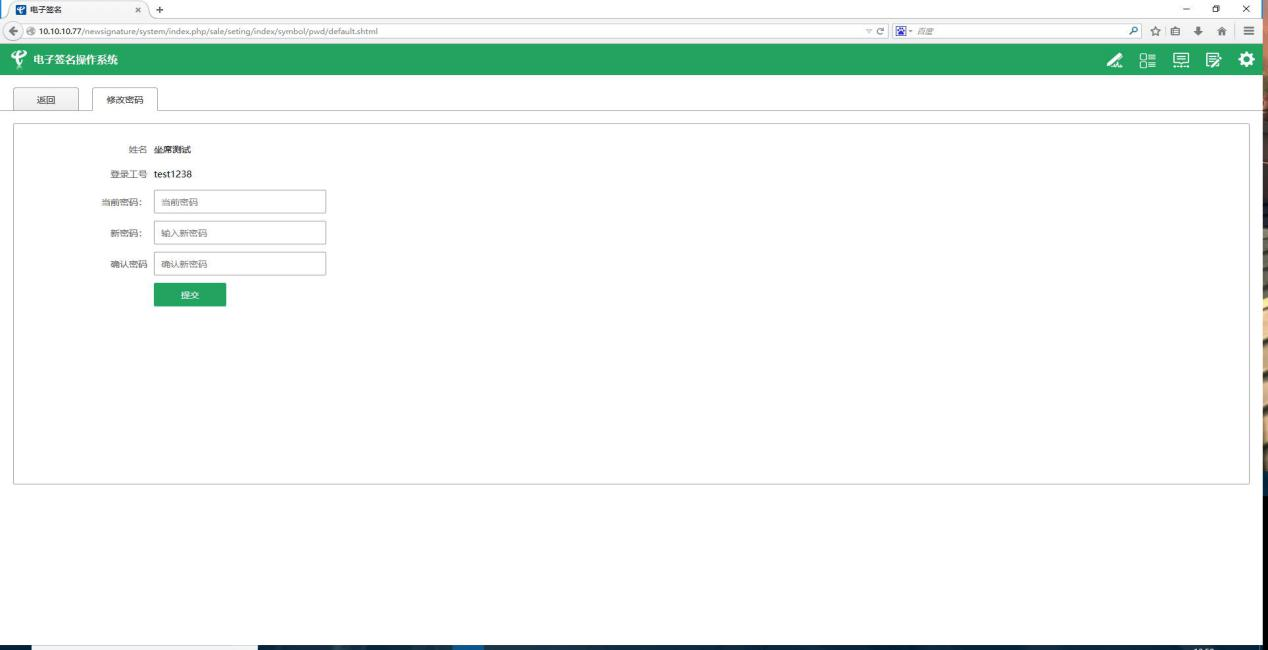 电子签名
10.10.10.77/newsignature/system/index.php/sale/seting/index/symbol/pwd/default.shtml
百度
电子签名操作系统
返回
修改密码
姓名 坐席测试
登录工号 test1238
当前密码： 当前密码
新密码： 输入新密码
确认密码 确认新密码
提交